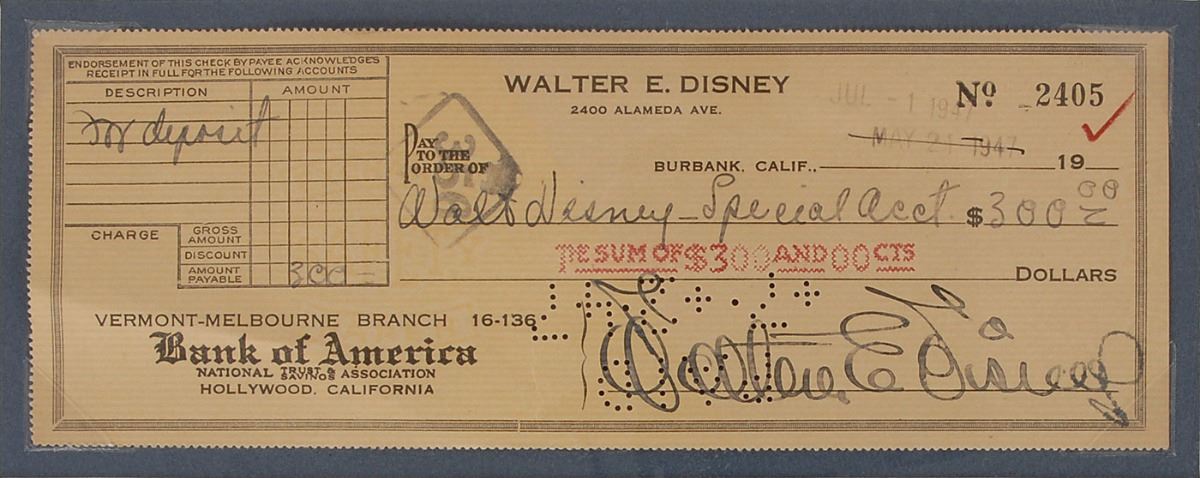 ENDORSEMENT OF THIS CHECK BY PAYEE ACKNOWLEDGES
RECEIPT IN FULL FOR THE FOLLOWING ACCOUNTS
DESCRIPTION AMOUNT
for deposit
CHARGE
GROSS AMOUNT
DISCOUNT
AMOUNT PAYABLE 300 –
WALTER E. DISNEY
2400 ALAMEDA AVE.
Nº 2405
JUL - 1 1947
MAY 21 1947
BURBANK, CALIF., 19
PAY TO THE ORDER OF
Walt Disney - Special Acct. $300 00
THE SUM OF $300 AND 00 CTS
DOLLARS
VERMONT-MELBOURNE BRANCH 16-136
Bank of America
NATIONAL TRUST & SAVINGS ASSOCIATION
HOLLYWOOD, CALIFORNIA
Walter E Disney